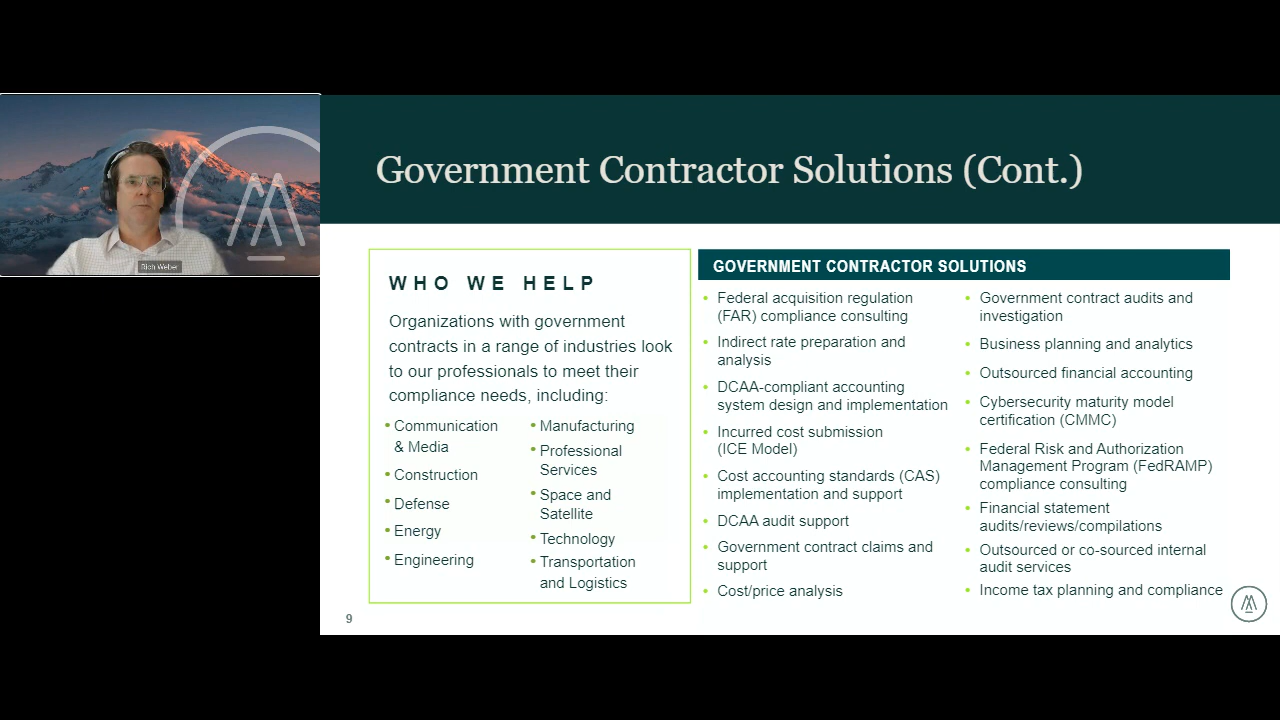 Rich Weber
Government Contractor Solutions (Cont.)
WHO WE HELP
Organizations with government
contracts in a range of industries look
to our professionals to meet their
compliance needs, including:
• Communication
& Media
• Construction
• Defense
• Energy
• Engineering
• Manufacturing
• Professional
Services
• Space and
Satellite
• Technology
• Transportation
and Logistics
GOVERNMENT CONTRACTOR SOLUTIONS
• Federal acquisition regulation
(FAR) compliance consulting
• Indirect rate preparation and
analysis
• DCAA-compliant accounting
system design and implementation
• Incurred cost submission
(ICE Model)
• Cost accounting standards (CAS)
implementation and support
• DCAA audit support
• Government contract claims and
support
• Cost/price analysis
• Government contract audits and
investigation
• Business planning and analytics
• Outsourced financial accounting
• Cybersecurity maturity model
certification (CMMC)
• Federal Risk and Authorization
Management Program (FedRAMP)
compliance consulting
• Financial statement
audits/reviews/compilations
• Outsourced or co-sourced internal
audit services
• Income tax planning and compliance
9